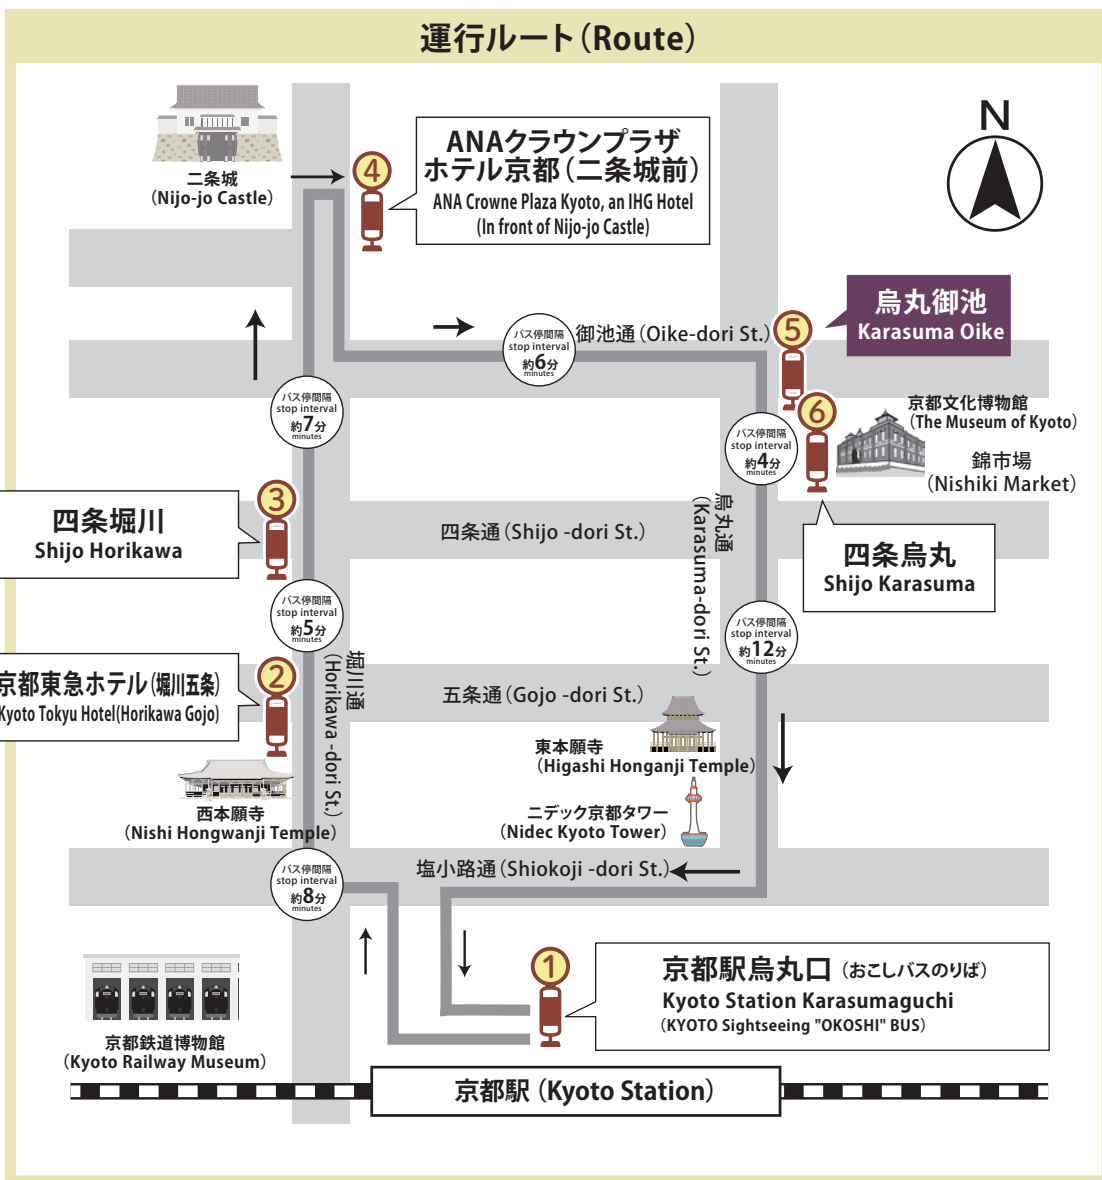 運行ルート（Route）
N
二条城
（Nijo-jo Castle）
4
ANAクラウンプラザ
ホテル京都（二条城前）
ANA Crowne Plaza Kyoto, an IHG Hotel
(In front of Nijo-jo Castle)
烏丸御池
Karasuma Oike
5
御池通（Oike-dori St.）
バス停間隔
stop interval
約6分
minutes
バス停間隔
stop interval
約7分
minutes
6
京都文化博物館
（The Museum of Kyoto）
錦市場
（Nishiki Market）
バス停間隔
stop interval
約4分
minutes
3
四条堀川
Shijo Horikawa
四条通（Shijo -dori St.）
烏丸通
（Karasuma-dori St.）
四条烏丸
Shijo Karasuma
バス停間隔
stop interval
約5分
minutes
バス停間隔
stop interval
約12分
minutes
2
京都東急ホテル(堀川五条)
Kyoto Tokyu Hotel(Horikawa Gojo)
堀川通
（Horikawa -dori St.）
五条通（Gojo -dori St.）
東本願寺
（Higashi Honganji Temple）
西本願寺
（Nishi Hongwanji Temple）
ニデック京都タワー
（Nidec Kyoto Tower）
バス停間隔
stop interval
約8分
minutes
塩小路通（Shiokoji -dori St.）
1
京都駅烏丸口（おこしバスのりば）
Kyoto Station Karasumaguchi
（KYOTO Sightseeing "OKOSHI" BUS）
京都鉄道博物館
（Kyoto Railway Museum）
京都駅（Kyoto Station）